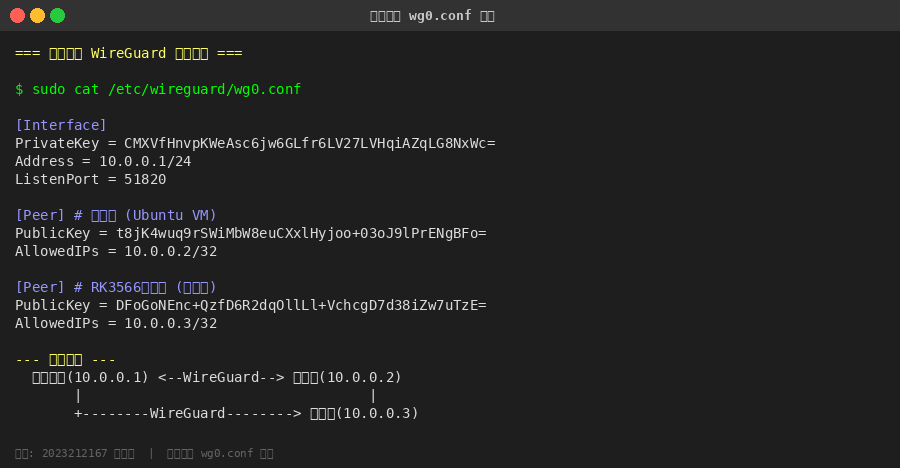 wg0.conf
=== WireGuard ===
$ sudo cat /etc/wireguard/wg0.conf
[Interface]
PrivateKey = CMXVfHnvpKWeAsc6jw6GLfr6LV27LVHqiAZqLG8NxWc=
Address = 10.0.0.1/24
ListenPort = 51820
[Peer] # (Ubuntu VM)
PublicKey = t8jK4wuq9rSWiMbW8euCXxlHyjoo+03oJ9lPrENgBFo=
AllowedIPs = 10.0.0.2/32
[Peer] # RK3566 ()
PublicKey = DFoGoNEnc+QzfD6R2dqOllLl+VchcgD7d38iZw7uTzE=
AllowedIPs = 10.0.0.3/32
--- ---
(10.0.0.1) <--WireGuard--> (10.0.0.2)
| |
+--------WireGuard--------> (10.0.0.3)
: 2023212167 | wg0.conf